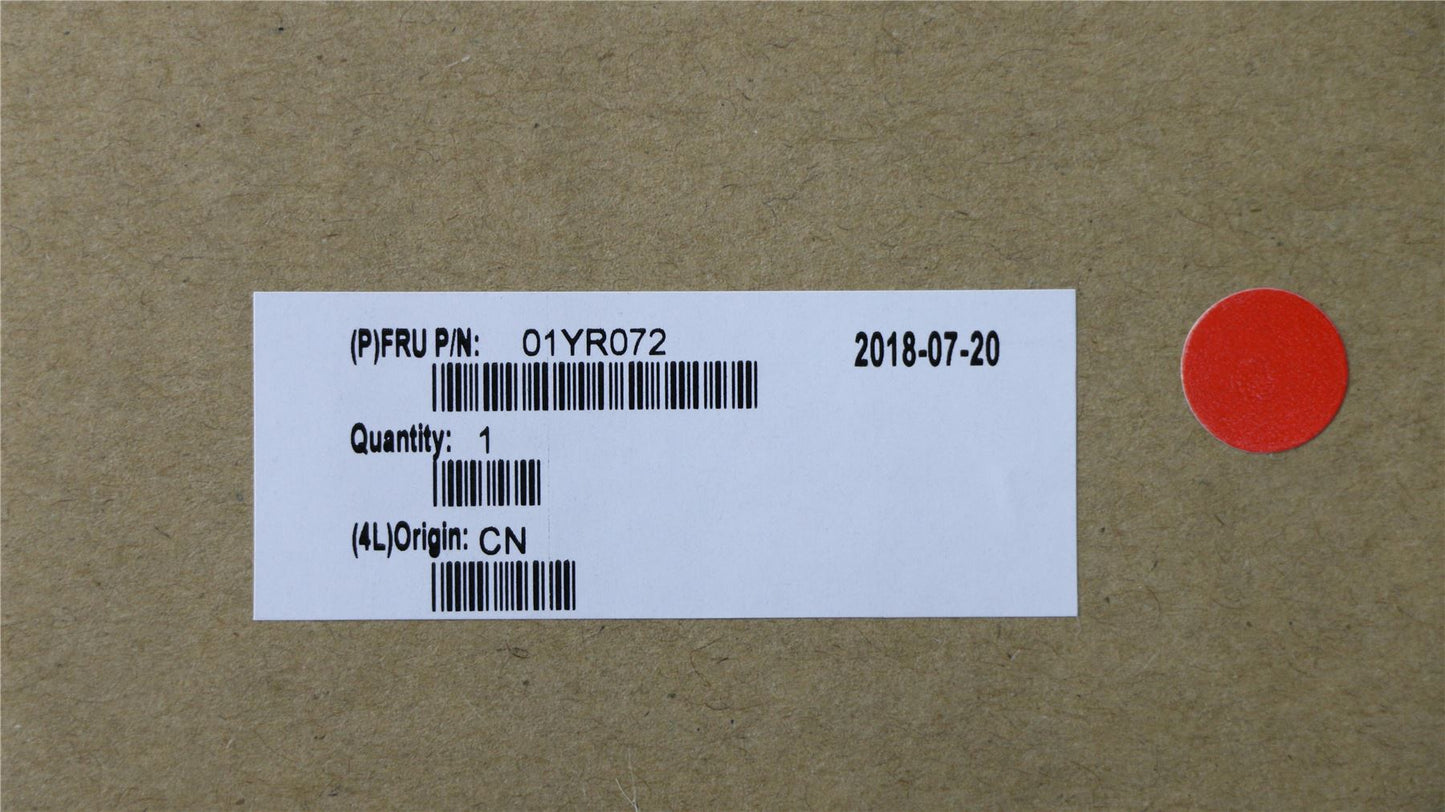 (P)FRU P/N: 01YR072 2018-07-20
Quantity: 1
(4L)Origin: CN